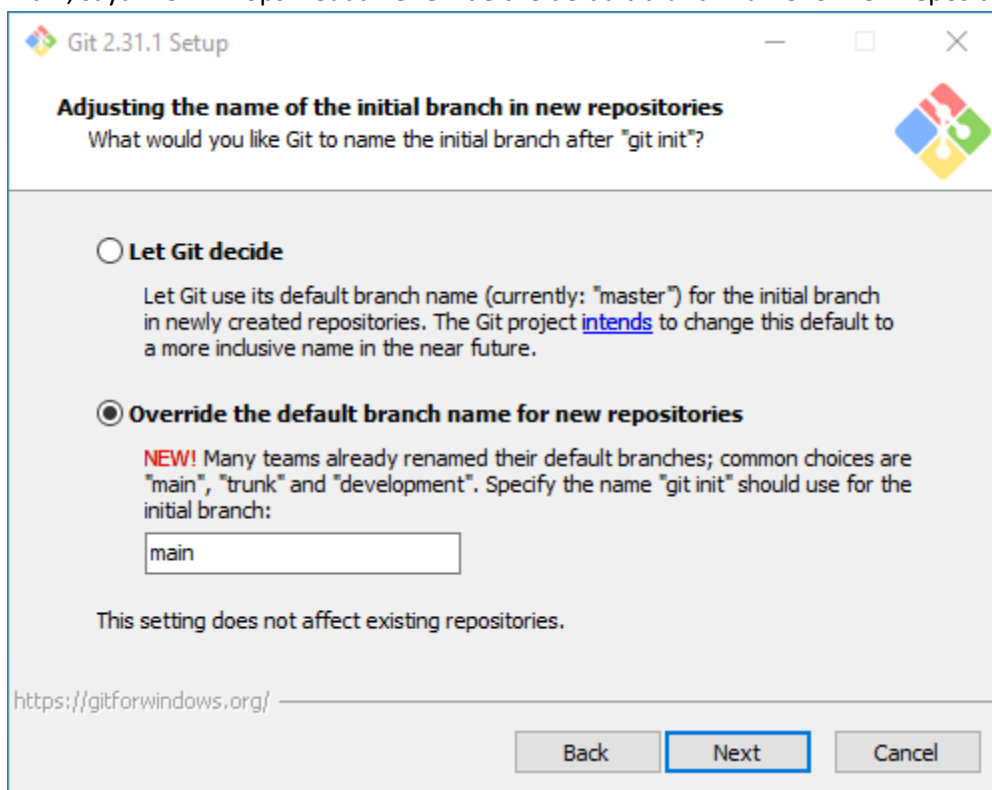 Git 2.31.1 Setup
Adjusting the name of the initial branch in new repositories
What would you like Git to name the initial branch after "git init"?
Let Git decide
Let Git use its default branch name (currently: "master") for the initial branch
in newly created repositories. The Git project intends to change this default to
a more inclusive name in the near future.
Override the default branch name for new repositories
NEW! Many teams already renamed their default branches; common choices are
"main", "trunk" and "development". Specify the name "git init" should use for the
initial branch:
main
This setting does not affect existing repositories.
https://gitforwindows.org/
Back Next Cancel